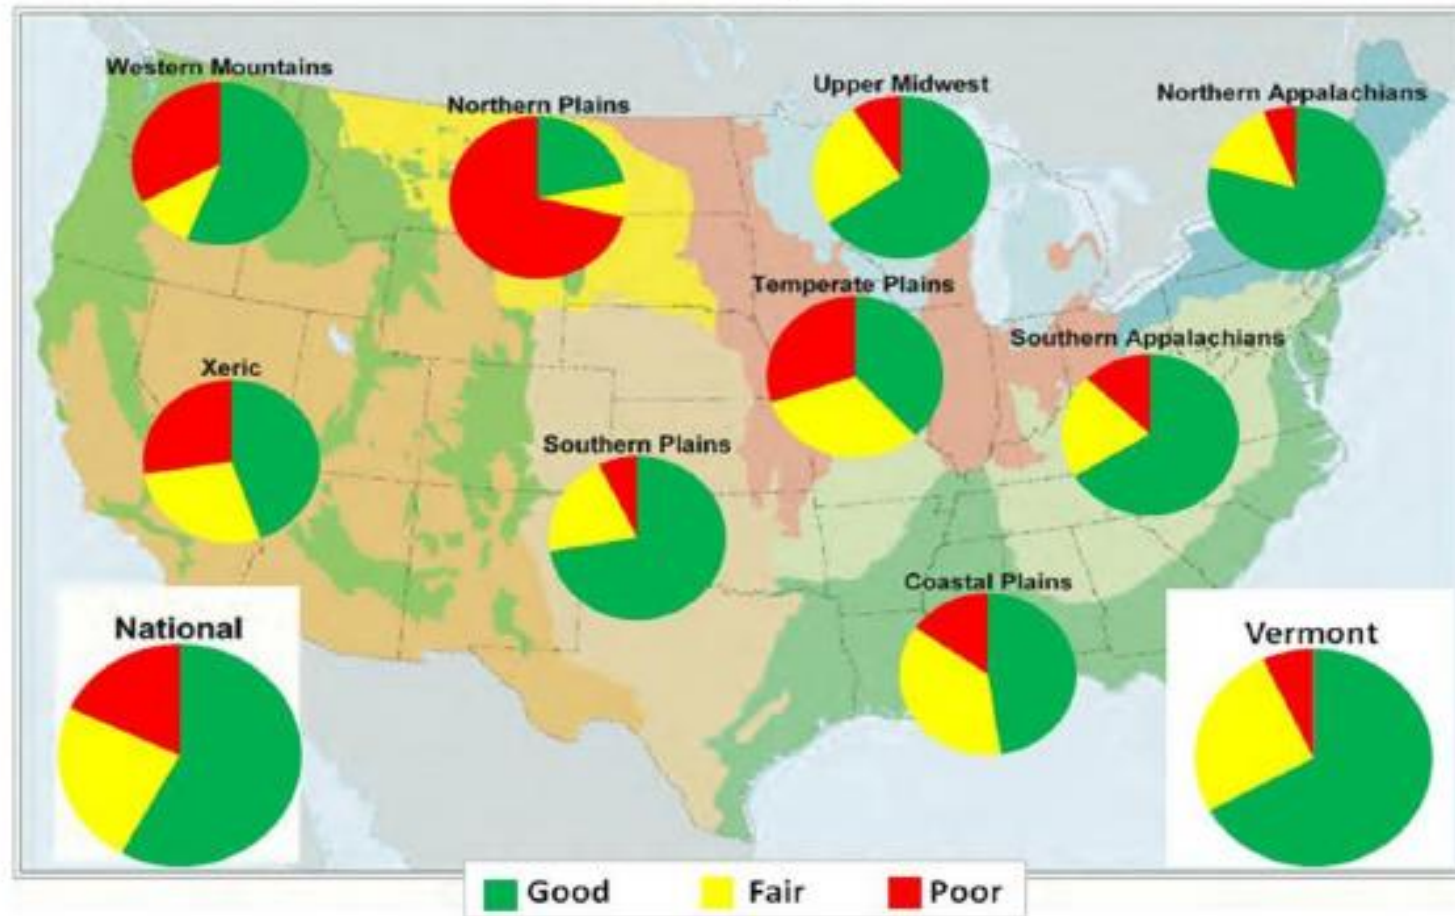 Western Mountains
Northern Plains
Upper Midwest
Northern Appalachians
Temperate Plains
Southern Appalachians
Xeric
Southern Plains
Coastal Plains
National
Vermont
Good
Fair
Poor